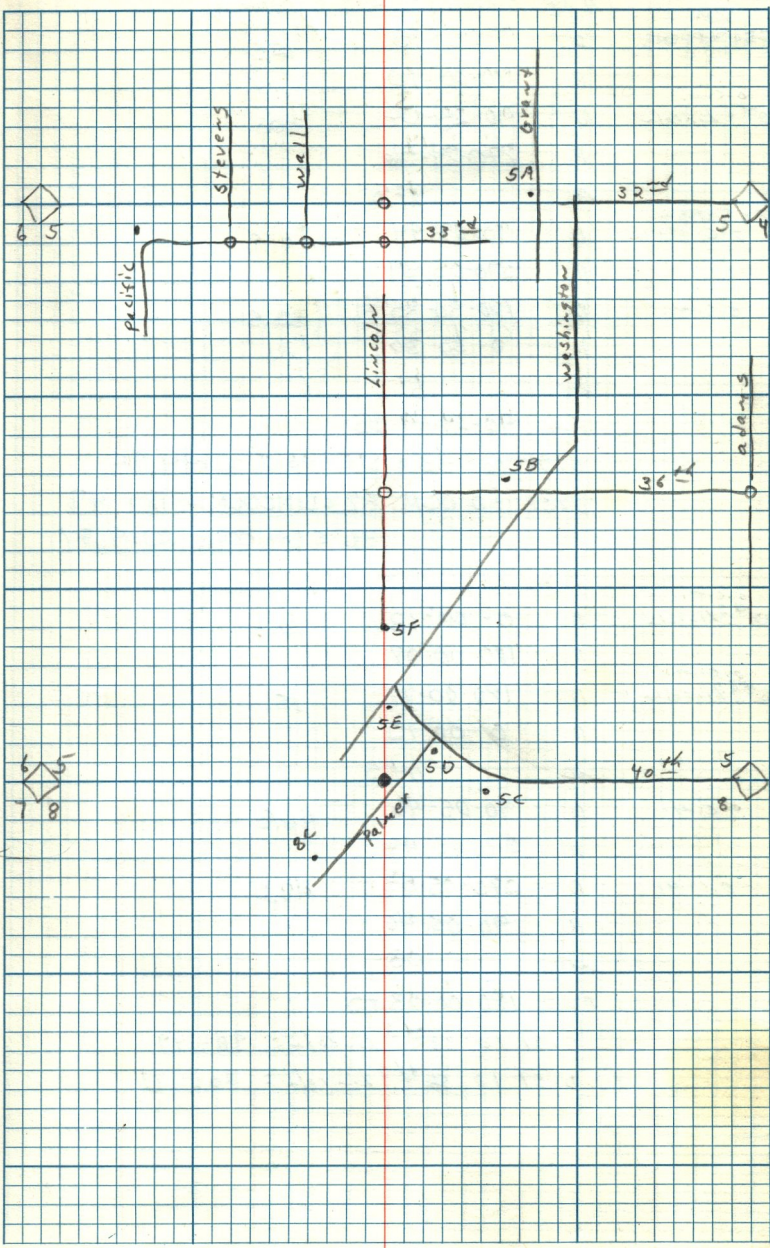 Stevens
Wall
Grant
5A
32nd
6 5
5 4
33rd
Pacific
Lincoln
Washington
adams
5B
36th
5F
5E
5D
40th
6 5
7 8
5
8
5C
Palmer
8C